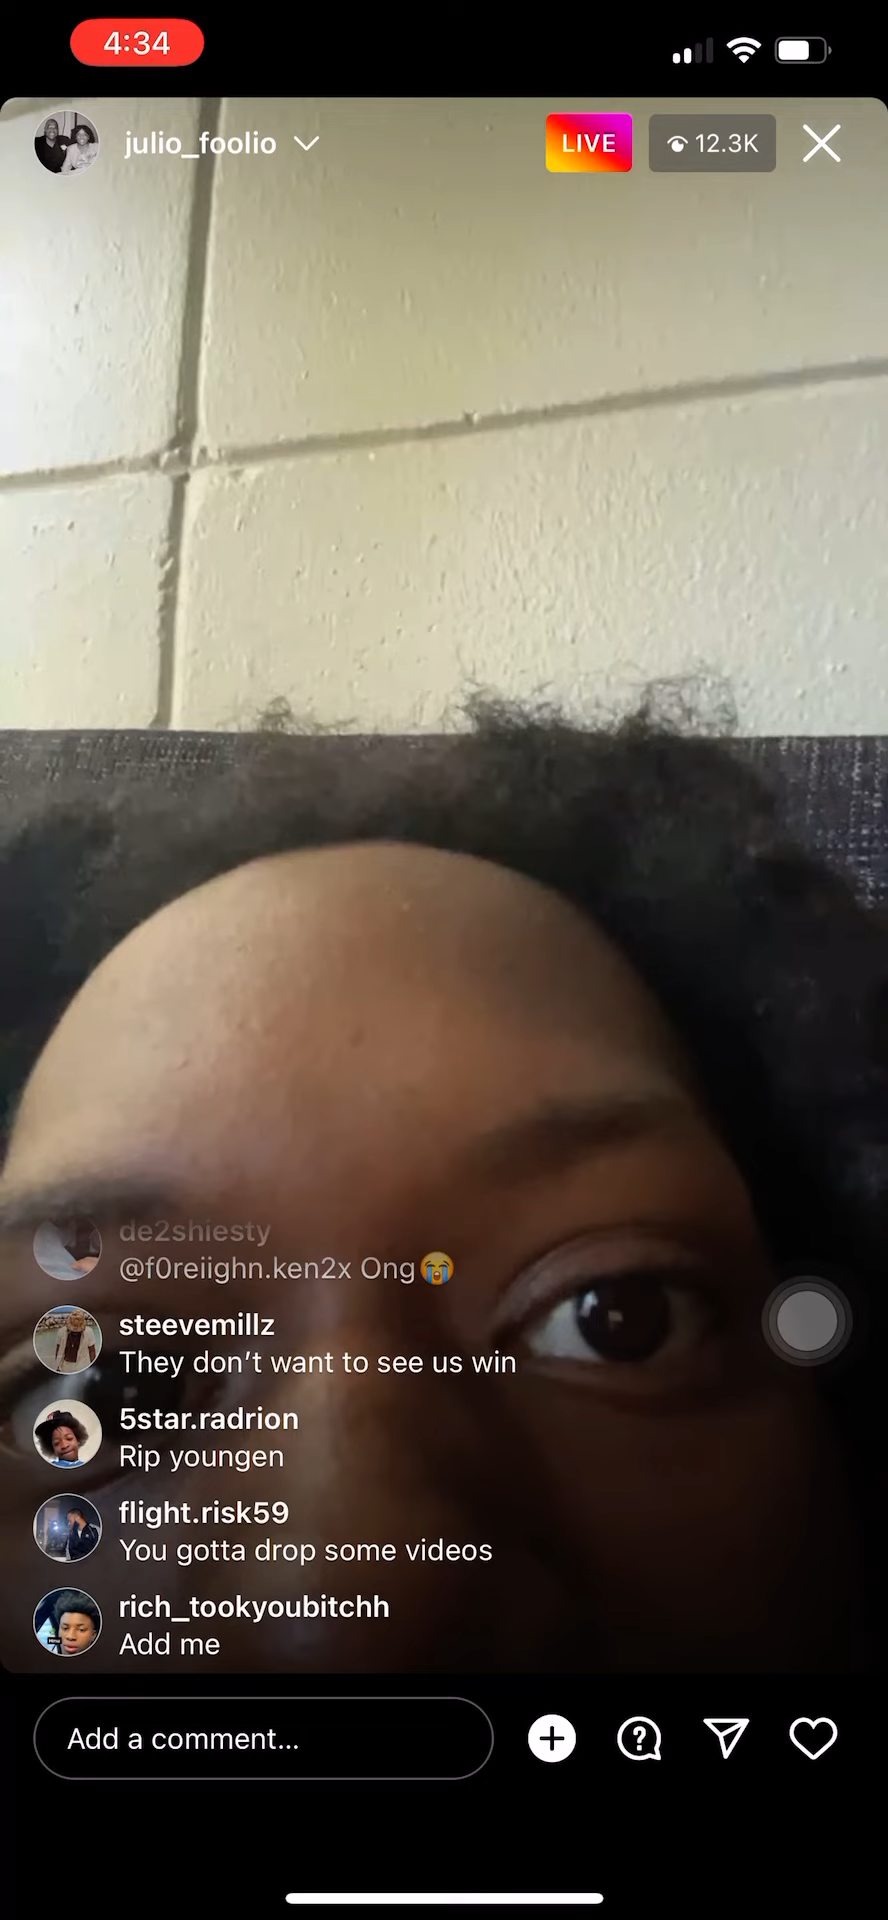 4:34
julio_foolio
LIVE
12.3K
de2shiesty
@f0reiighn.ken2x Ong😭
steevemillz
They don't want to see us win
5star.radrion
Rip youngen
flight.risk59
You gotta drop some videos
rich_tookyoubitchh
Add me
Add a comment...